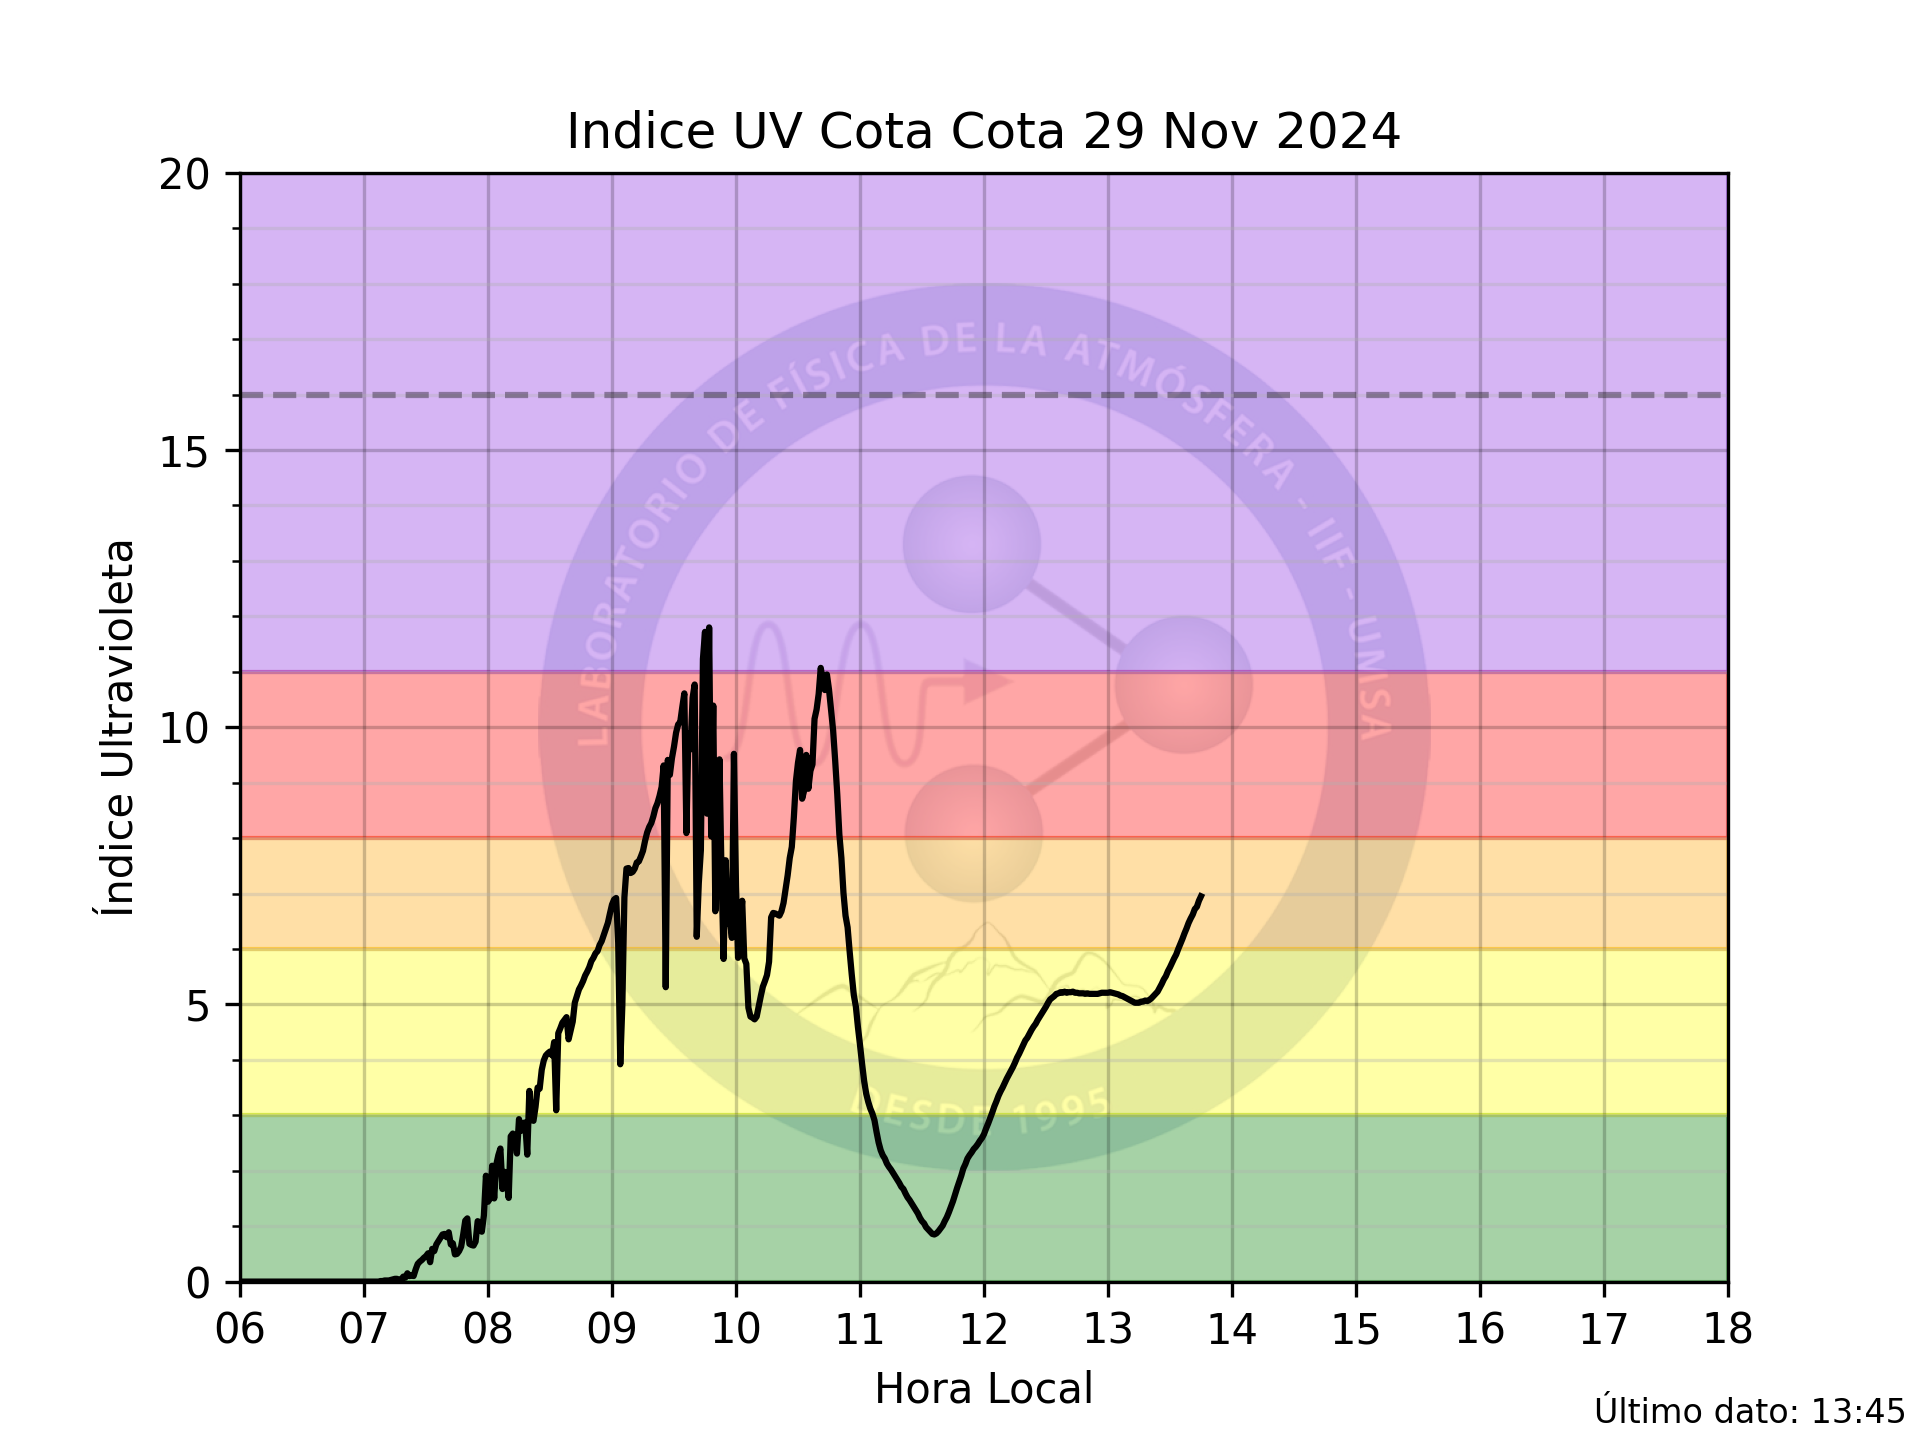 Indice UV Cota Cota 29 Nov 2024
20
15
10
5
0
Índice Ultravioleta
LABORATORIO DE FÍSICA DE LA ATMÓSFERA - IIF - UMSA
DESDE 1995
06 07 08 09 10 11 12 13 14 15 16 17 18
Hora Local
Último dato: 13:45